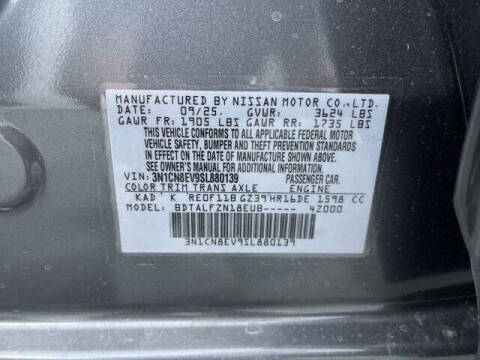 MANUFACTURED BY NISSAN MOTOR CO.,LTD.
DATE: 09/25. GVWR: 3624 LBS
GAWR FR: 1905 LBS GAWR RR: 1735 LBS
THIS VEHICLE CONFORMS TO ALL APPLICABLE FEDERAL MOTOR
VEHICLE SAFETY, BUMPER AND THEFT PREVENTION STANDARDS
IN EFFECT ON THE DATE OF MANUFACTURE SHOWN ABOVE.
SEE OWNER'S MANUAL FOR ADDITIONAL INFORMATION
VIN: 3N1CN8EV9SL880139 PASSENGER CAR.
COLOR TRIM TRANS AXLE ENGINE
KAD K RE0F11B GZ39 HR16DE 1598 CC
MODEL: BDTALFZN18EUB----- 42000
3N1CN8EV9SL880139